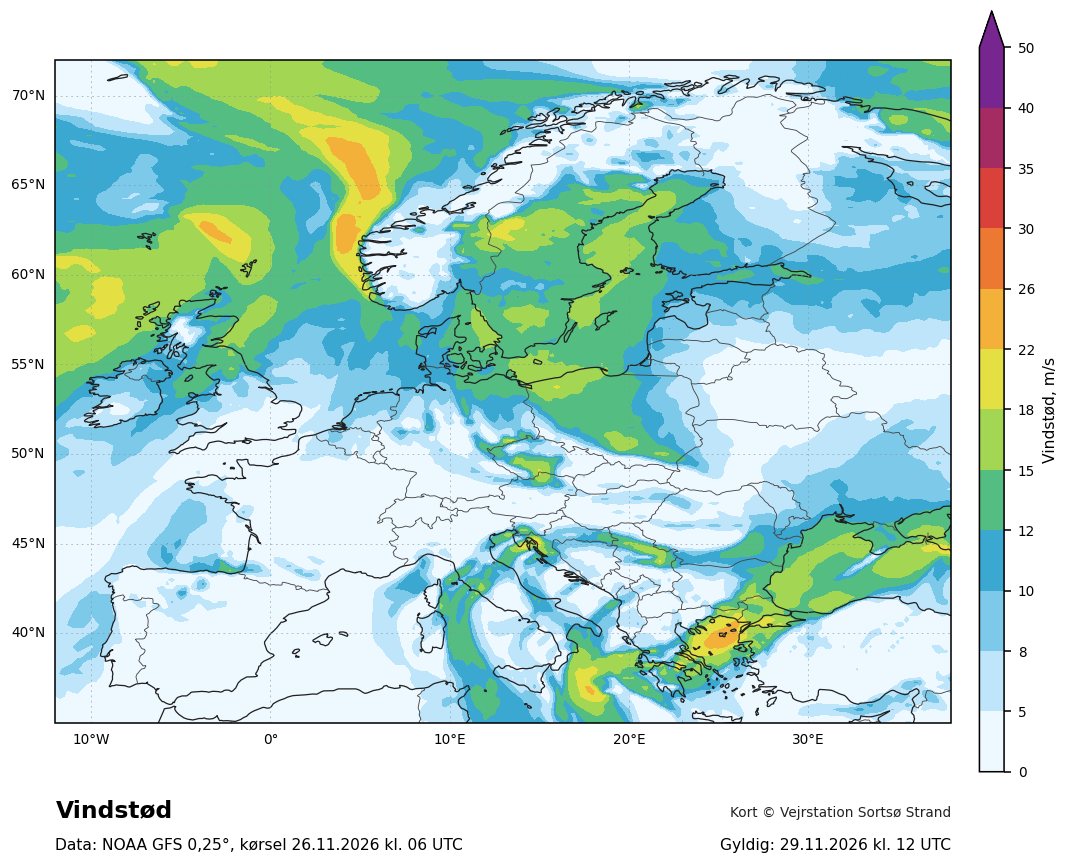 50
40
35
30
26
22
18
15
12
10
8
5
0
Vindstød, m/s
70°N
65°N
60°N
55°N
50°N
45°N
40°N
10°W
0°
10°E
20°E
30°E
Vindstød
Kort © Vejrstation Sortsø Strand
Data: NOAA GFS 0,25°, kørsel 26.11.2026 kl. 06 UTC
Gyldig: 29.11.2026 kl. 12 UTC